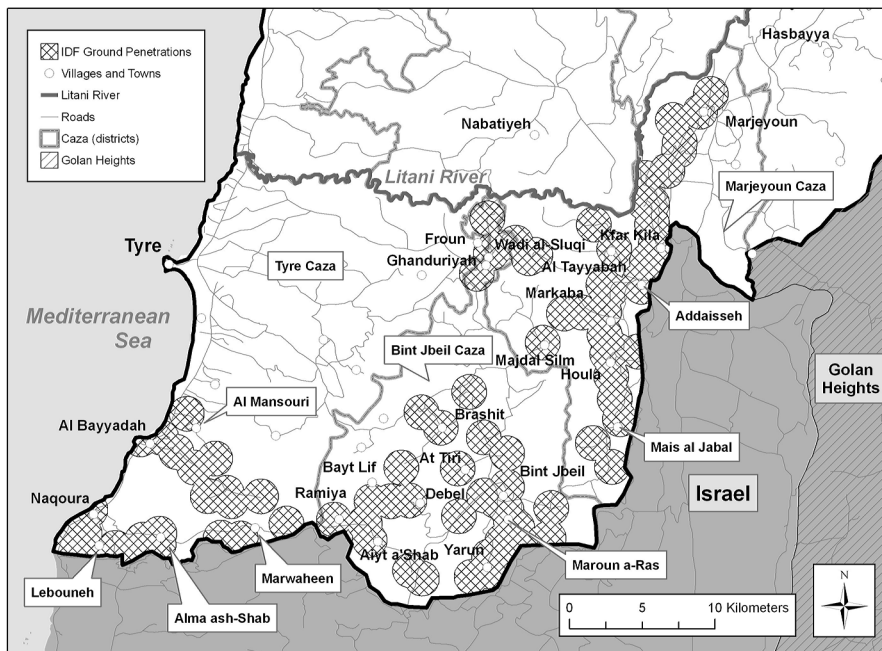 IDF Ground Penetrations
Villages and Towns
Litani River
Roads
Caza (districts)
Golan Heights
Hasbayya
Nabatiyeh
Marjeyoun
Litani River
Marjeyoun Caza
Tyre
Tyre Caza
Froun
Wadi al-Sluqi
Kfar Kila
Ghanduriyah
Al Tayyabah
Markaba
Addaisseh
Mediterranean
Sea
Bint Jbeil Caza
Majdal Silm
Houla
Golan
Heights
Al Mansouri
Al Bayyadah
Brashit
Mais al Jabal
At Tiri
Bayt Lif
Bint Jbeil
Naqoura
Ramiya
Debel
Israel
Aiyt a'Shab
Yarun
Maroun a-Ras
Lebouneh
Marwaheen
Alma ash-Shab
N
0 5 10 Kilometers